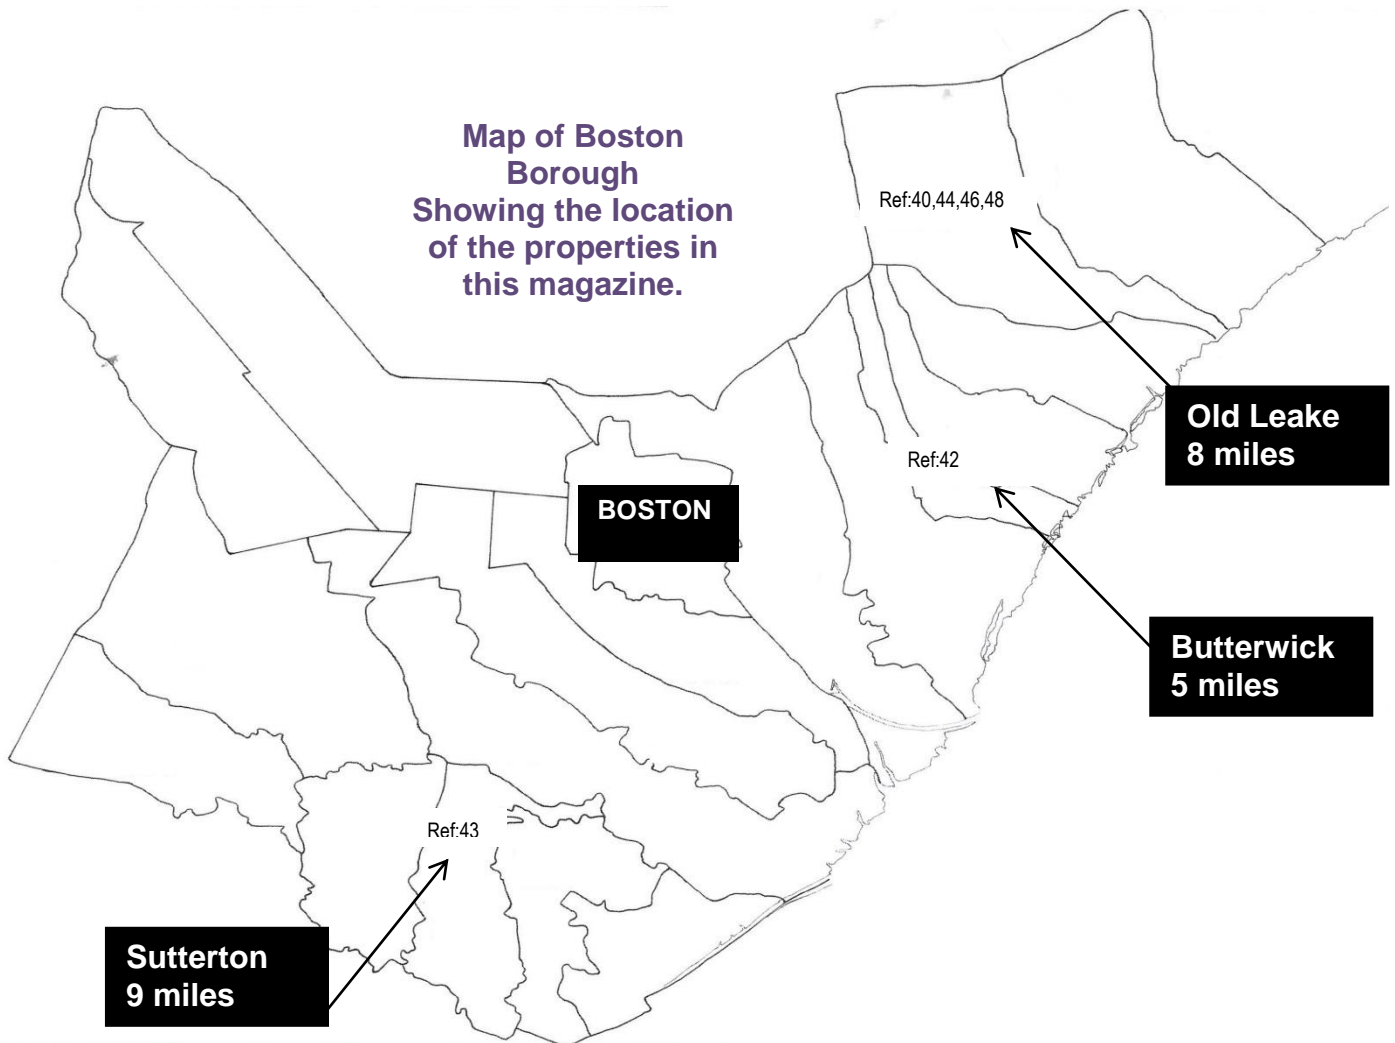 Map of Boston
Borough
Showing the location
of the properties in
this magazine.
Ref:40,44,46,48
Old Leake
8 miles
Ref:42
BOSTON
Butterwick
5 miles
Ref:43
Sutterton
9 miles